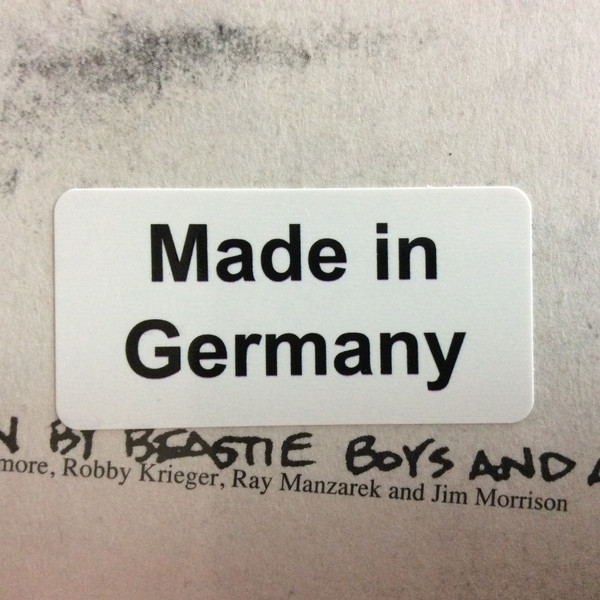 Made in
Germany
N BY BEASTIE BOYS AND
more, Robby Krieger, Ray Manzarek and Jim Morrison